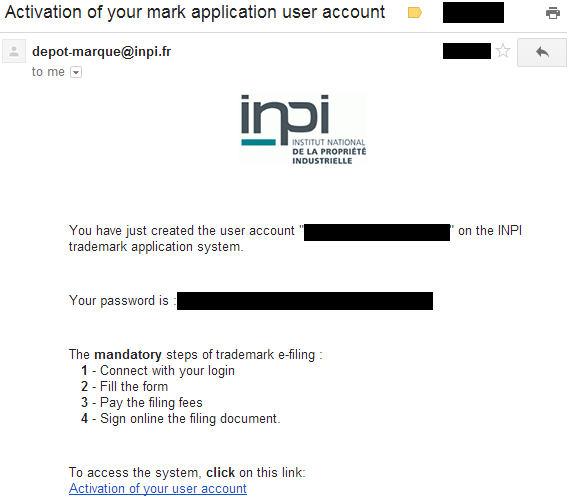 Activation of your mark application user account
depot-marque@inpi.fr
to me
inpi
INSTITUT NATIONAL
DE LA PROPRIÉTÉ
INDUSTRIELLE
You have just created the user account "" on the INPI
trademark application system.
Your password is :
The mandatory steps of trademark e-filing :
1 - Connect with your login
2 - Fill the form
3 - Pay the filing fees
4 - Sign online the filing document.
To access the system, click on this link:
Activation of your user account